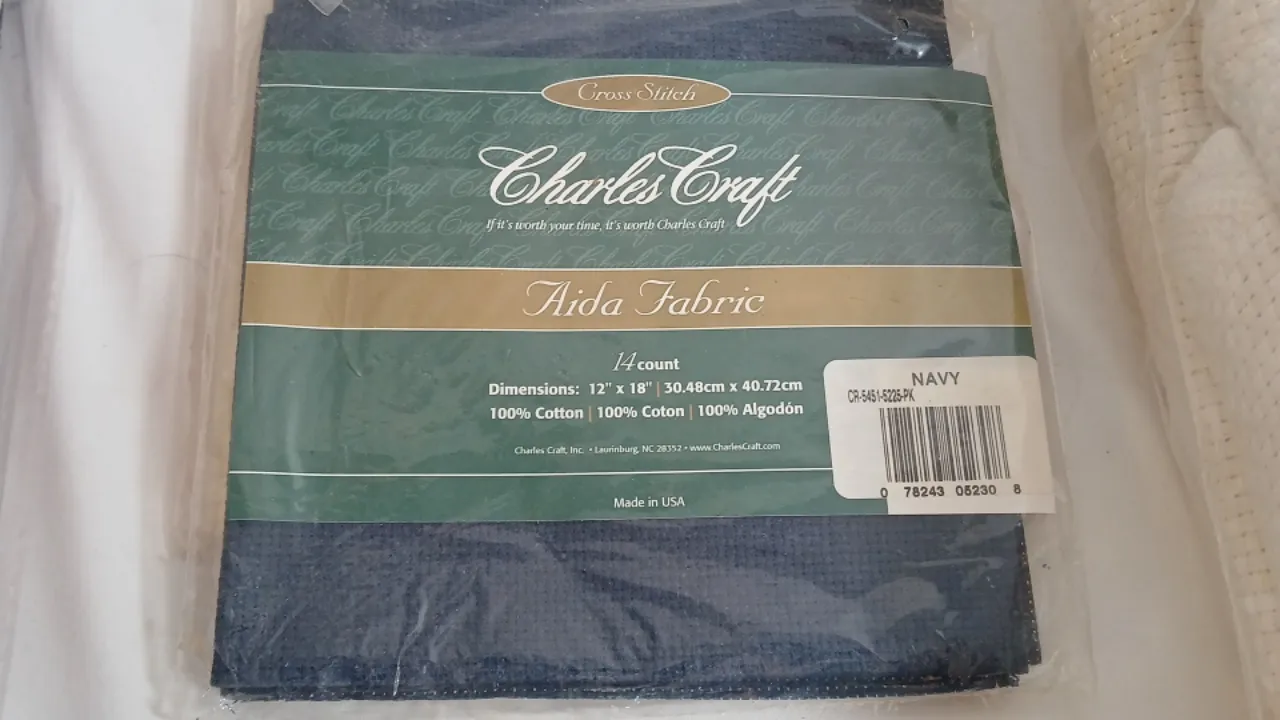 Cross Stitch
Charles Craft
If it's worth your time, it's worth Charles Craft
Aida Fabric
14 count
Dimensions: 12" x 18" | 30.48cm x 40.72cm
100% Cotton | 100% Coton | 100% Algodón
Charles Craft, Inc. • Laurinburg, NC 28352 • www.CharlesCraft.com
Made in USA
NAVY
CR-5451-5225-PK
0 78243 05230 8